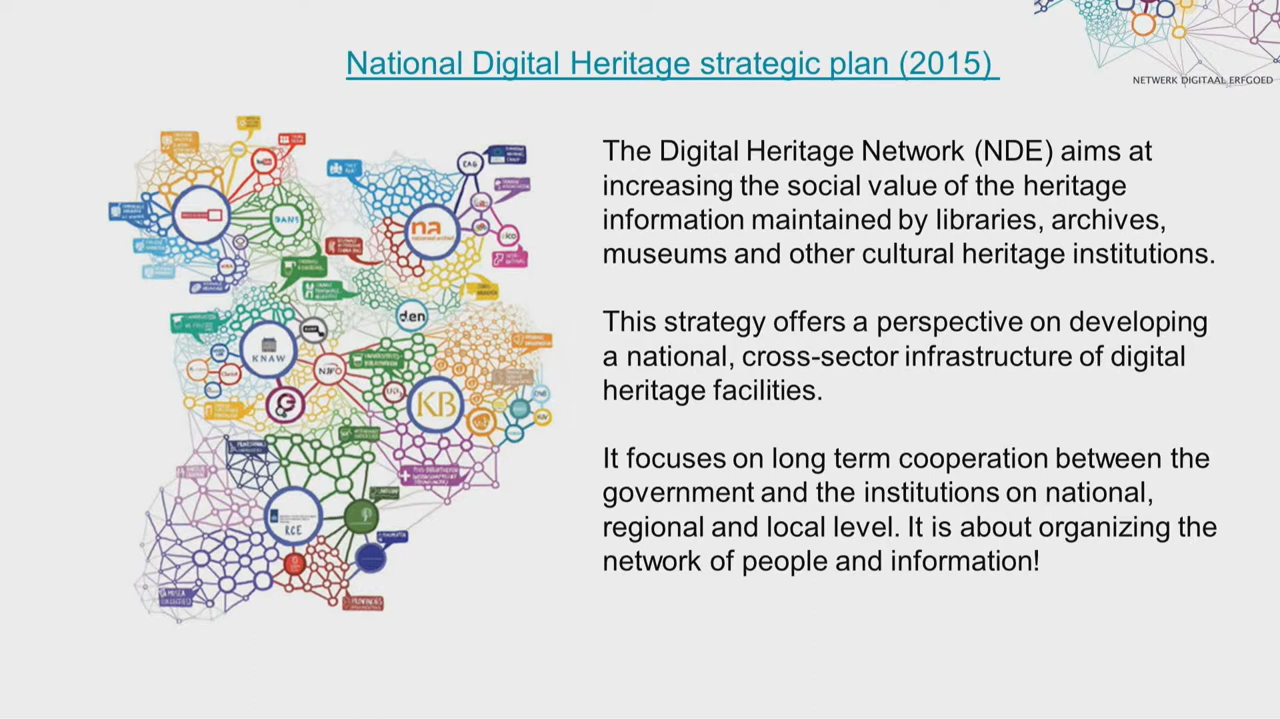 National Digital Heritage strategic plan (2015)
NETWERK DIGITAAL ERFGOED
The Digital Heritage Network (NDE) aims at
increasing the social value of the heritage
information maintained by libraries, archives,
museums and other cultural heritage institutions.
This strategy offers a perspective on developing
a national, cross-sector infrastructure of digital
heritage facilities.
It focuses on long term cooperation between the
government and the institutions on national,
regional and local level. It is about organizing the
network of people and information!
DANS
na
den
KNAW
KB
RCE